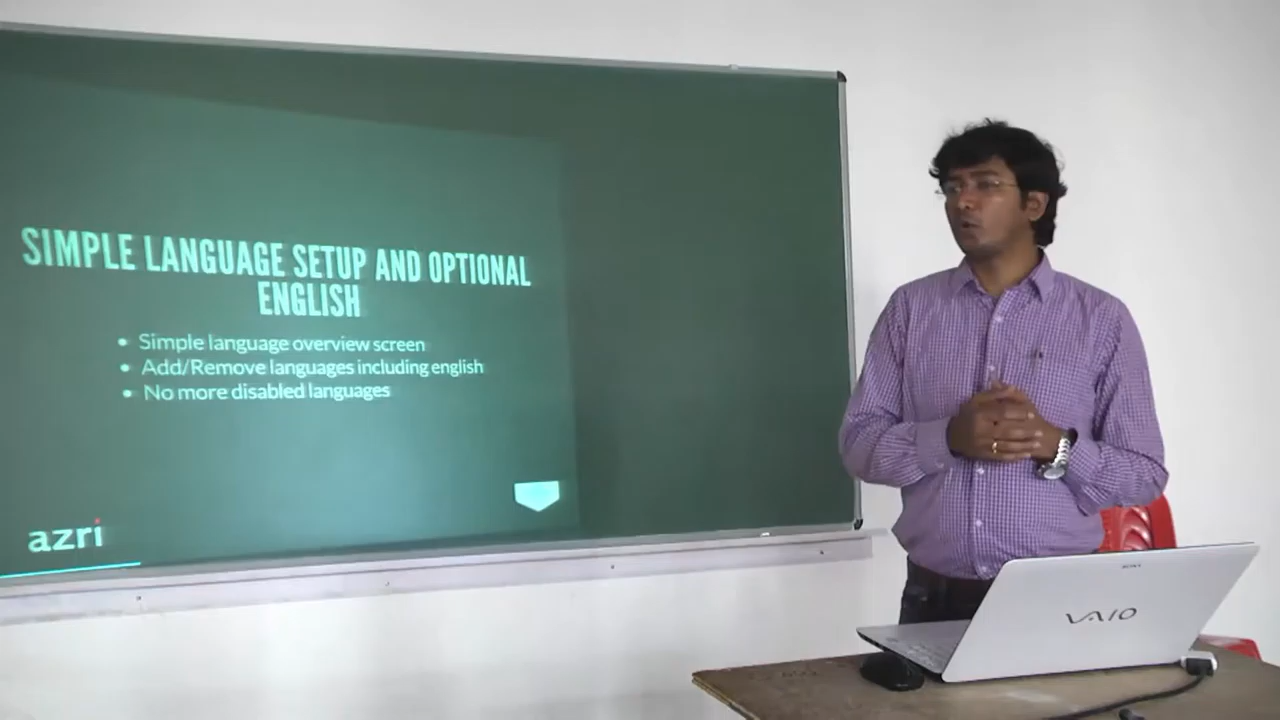 SIMPLE LANGUAGE SETUP AND OPTIONAL
ENGLISH
• Simple language overview screen
• Add/Remove languages including english
• No more disabled languages
azri
SONY
VAIO